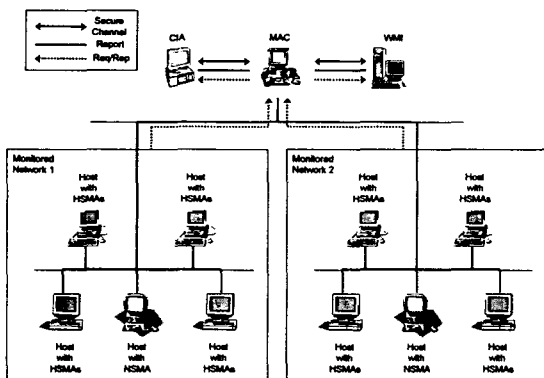 Secure
Channel
Report
Req/Rep
CIA
MAC
WMI
Monitored
Network 1
Host
with
HSMAs
Host
with
HSMAs
Host
with
HSMAs
Host
with
NSMA
Host
with
HSMAs
Monitored
Network 2
Host
with
HSMAs
Host
with
HSMAs
Host
with
HSMAs
Host
with
NSMA
Host
with
HSMAs